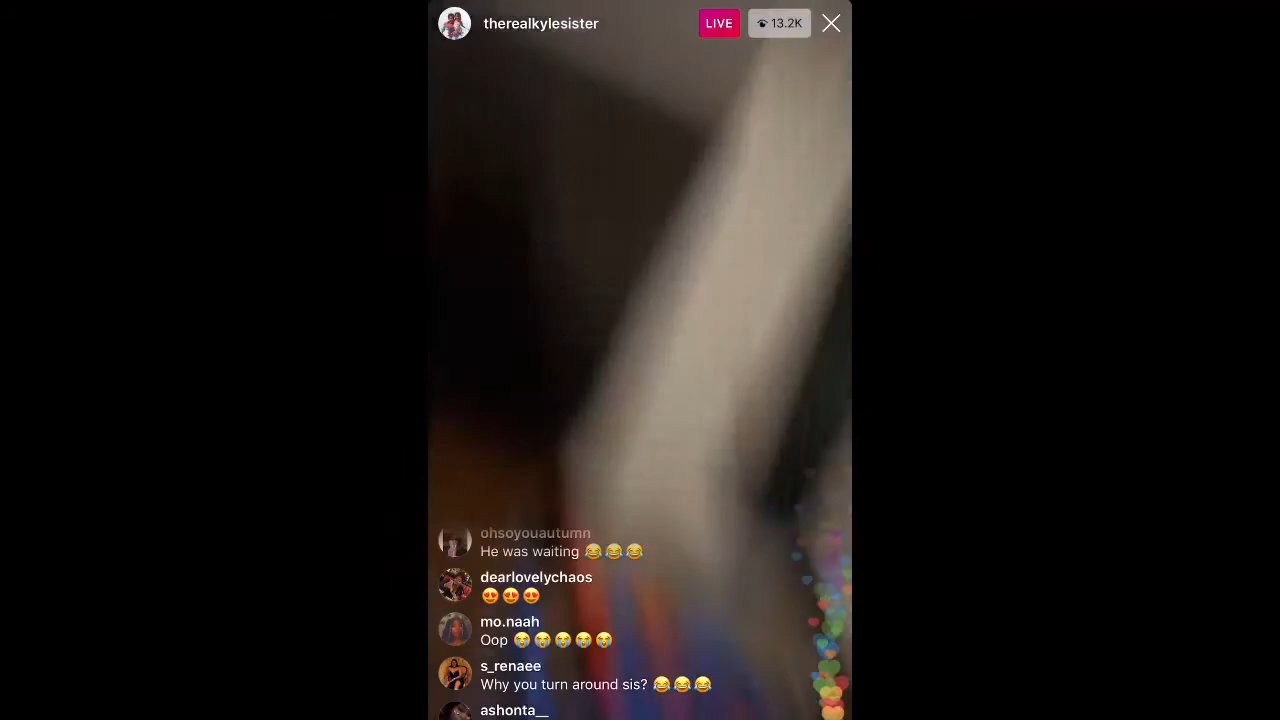 therealkylesister LIVE 13.2K
ohsoyouautumn
He was waiting 😂😂😂
dearlovelychaos
😍😍😍
mo.naah
Oop 😭😭😭😭😭
s_renaee
Why you turn around sis? 😂😂😂
ashonta__